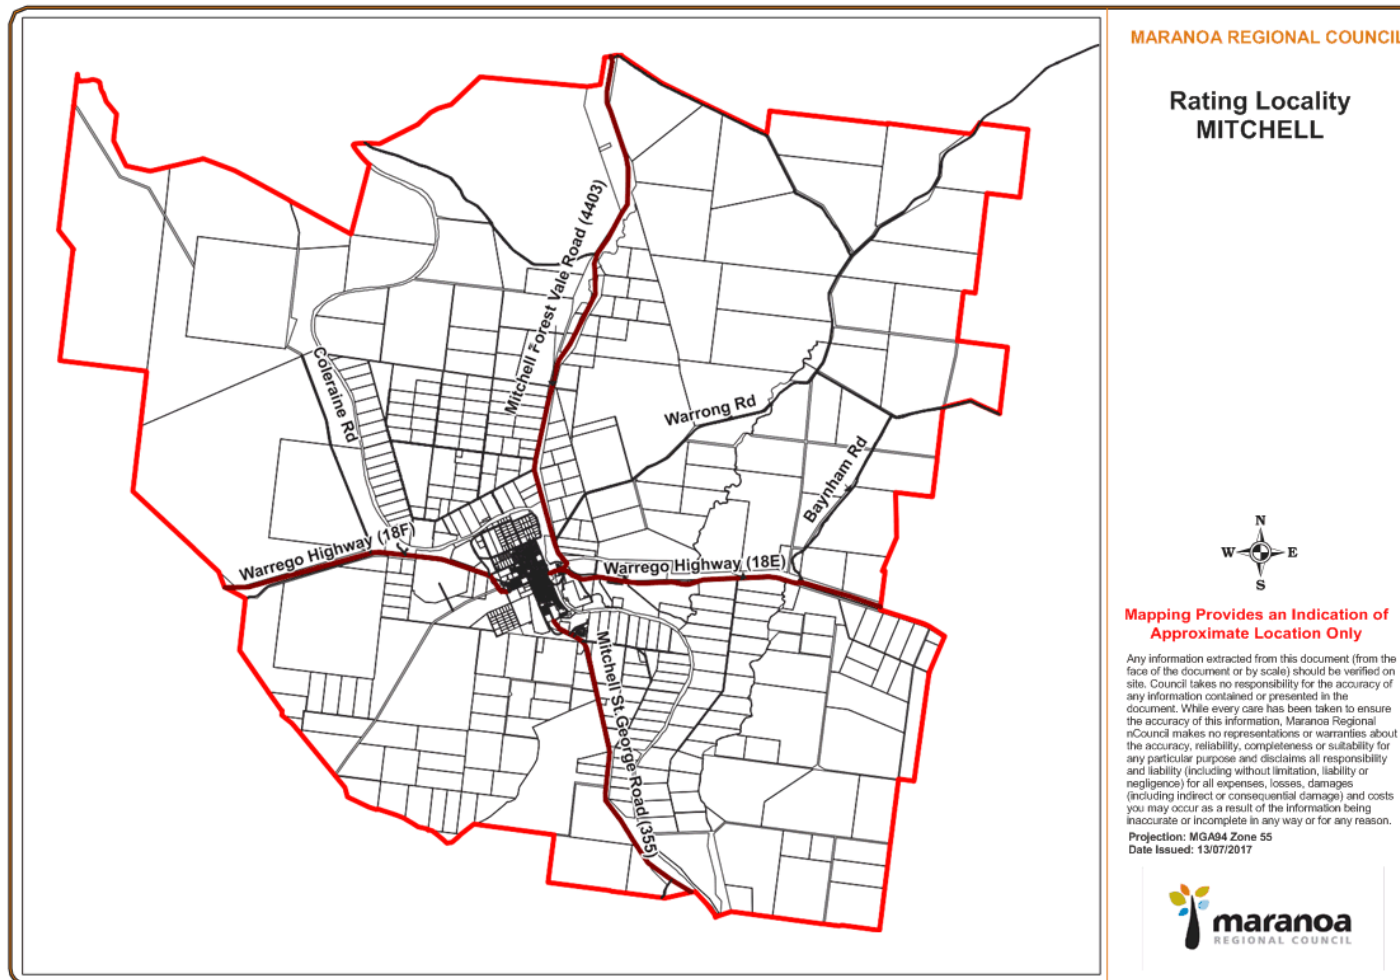 MARANOA REGIONAL COUNCIL
Rating Locality
MITCHELL
Mitchell Forest Vale Road (4403)
Coleraine Rd
Warrong Rd
Baynham Rd
Warrego Highway (18F)
Warrego Highway (18E)
Mitchell St George Road (355)
N
W E
S
Mapping Provides an Indication of
Approximate Location Only
Any information extracted from this document (from the
face of the document or by scale) should be verified on
site. Council takes no responsibility for the accuracy of
any information contained or presented in the
document. While every care has been taken to ensure
the accuracy of this information, Maranoa Regional
nCouncil makes no representations or warranties about
the accuracy, reliability, completeness or suitability for
any particular purpose and disclaims all responsibility
and liability (including without limitation, liability or
negligence) for all expenses, losses, damages
(including indirect or consequential damage) and costs
you may occur as a result of the information being
inaccurate or incomplete in any way or for any reason.
Projection: MGA94 Zone 55
Date Issued: 13/07/2017
maranoa
REGIONAL COUNCIL